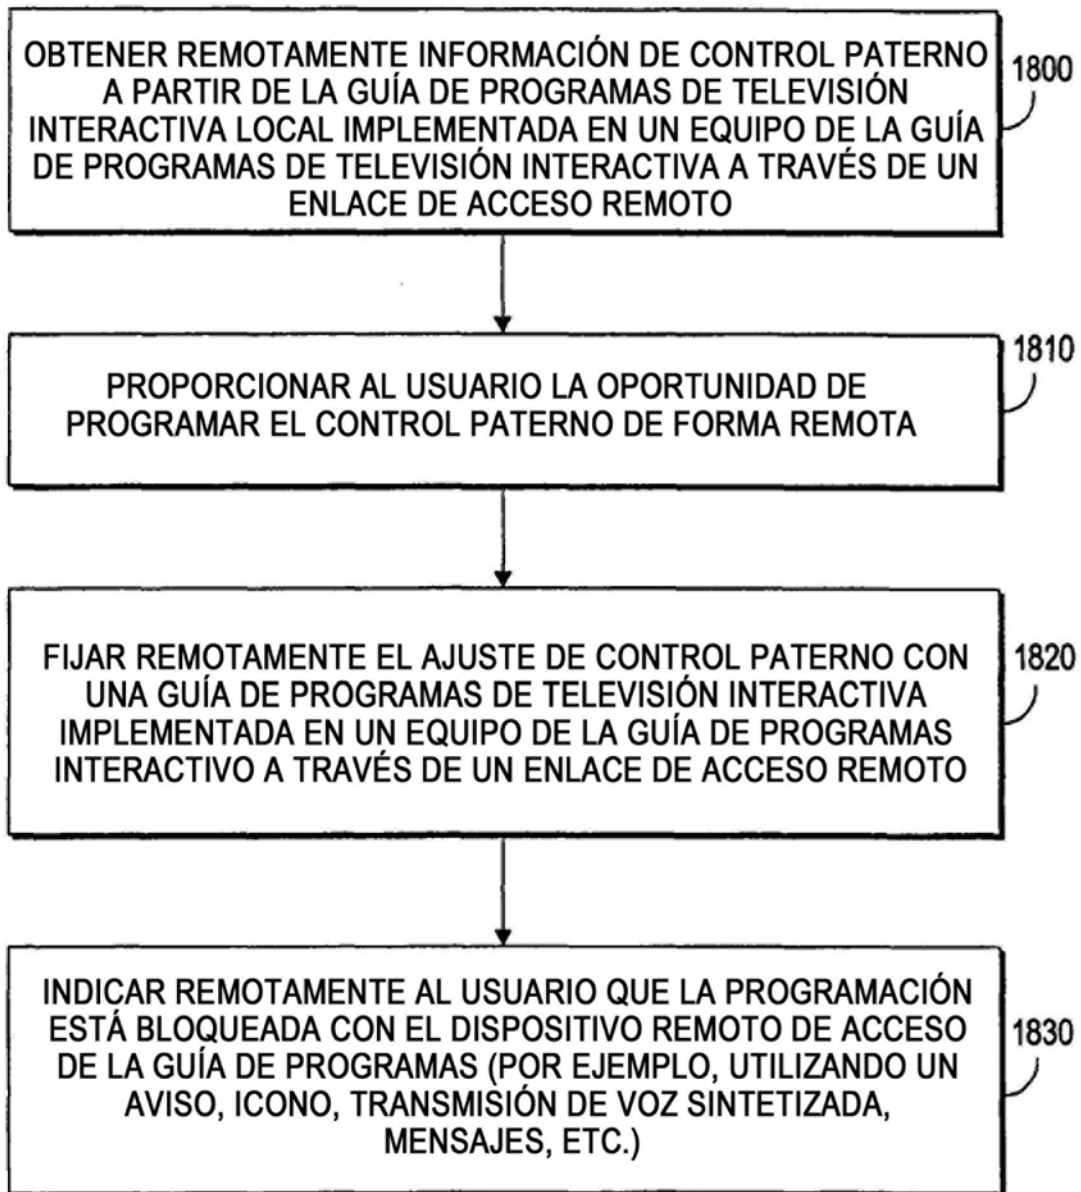 OBTENER REMOTAMENTE INFORMACIÓN DE CONTROL PATERNO
A PARTIR DE LA GUÍA DE PROGRAMAS DE TELEVISIÓN
INTERACTIVA LOCAL IMPLEMENTADA EN UN EQUIPO DE LA GUÍA
DE PROGRAMAS DE TELEVISIÓN INTERACTIVA A TRAVÉS DE UN
ENLACE DE ACCESO REMOTO
1800
PROPORCIONAR AL USUARIO LA OPORTUNIDAD DE
PROGRAMAR EL CONTROL PATERNO DE FORMA REMOTA
1810
FIJAR REMOTAMENTE EL AJUSTE DE CONTROL PATERNO CON
UNA GUÍA DE PROGRAMAS DE TELEVISIÓN INTERACTIVA
IMPLEMENTADA EN UN EQUIPO DE LA GUÍA DE PROGRAMAS
INTERACTIVO A TRAVÉS DE UN ENLACE DE ACCESO REMOTO
1820
INDICAR REMOTAMENTE AL USUARIO QUE LA PROGRAMACIÓN
ESTÁ BLOQUEADA CON EL DISPOSITIVO REMOTO DE ACCESO
DE LA GUÍA DE PROGRAMAS (POR EJEMPLO, UTILIZANDO UN
AVISO, ICONO, TRANSMISIÓN DE VOZ SINTETIZADA,
MENSAJES, ETC.)
1830